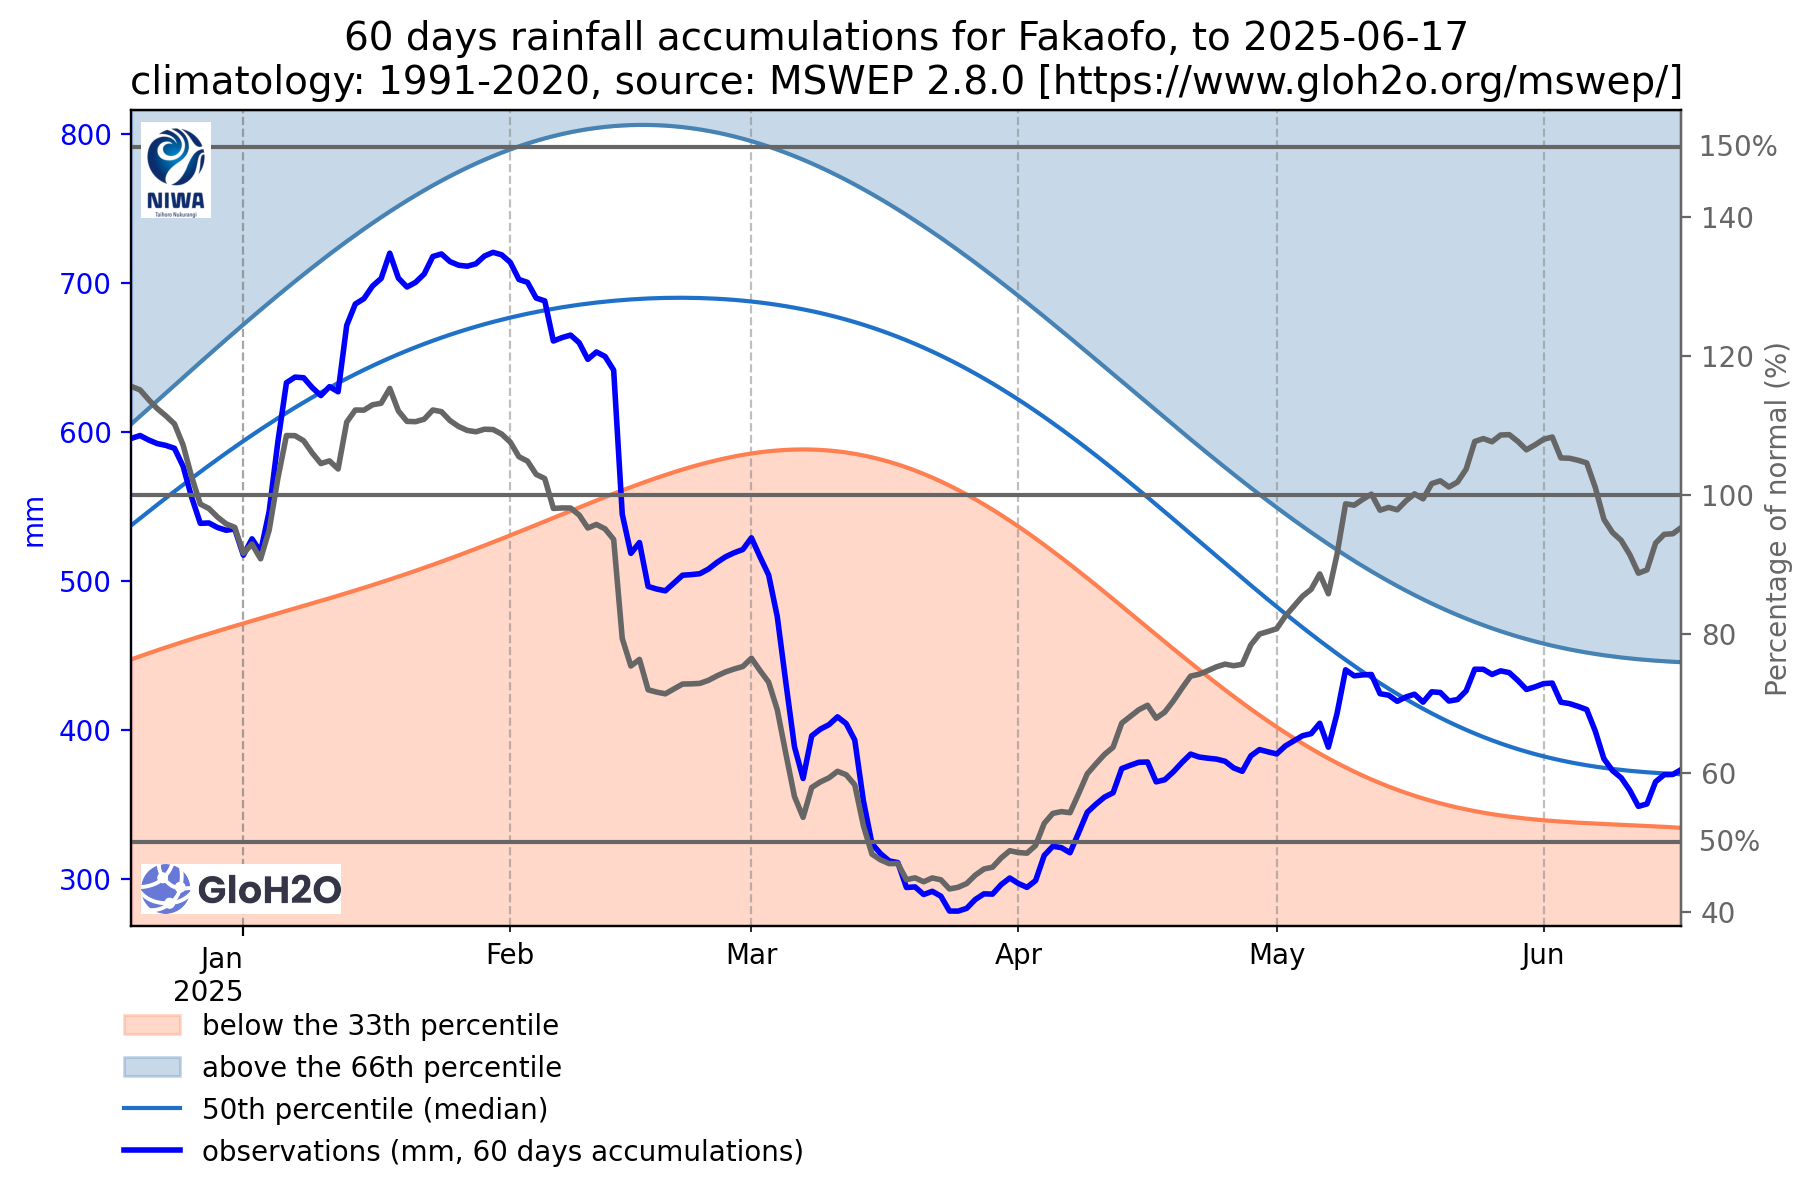 60 days rainfall accumulations for Fakaofo, to 2025-06-17
climatology: 1991-2020, source: MSWEP 2.8.0 [https://www.gloh2o.org/mswep/]
NIWA
Taihoro Nukurangi
800
700
600
500
400
300
mm
150%
140
120
100
80
60
50%
40
Percentage of normal (%)
GloH2O
Jan
2025
Feb
Mar
Apr
May
Jun
below the 33th percentile
above the 66th percentile
50th percentile (median)
observations (mm, 60 days accumulations)